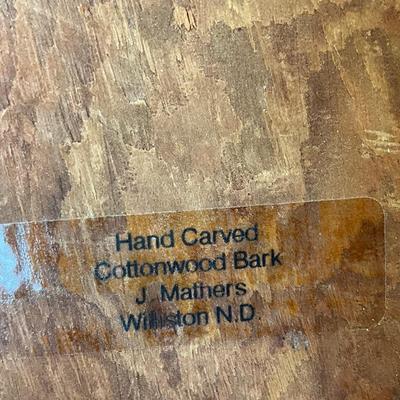 Hand Carved
Cottonwood Bark
J. Mathers
Williston N.D.